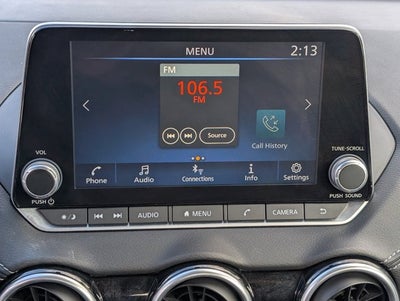 MENU 2:13
FM
106.5
FM
Source
Call History
VOL
TUNE•SCROLL
Phone Audio Connections Info Settings
PUSH
PUSH SOUND
AUDIO MENU CAMERA